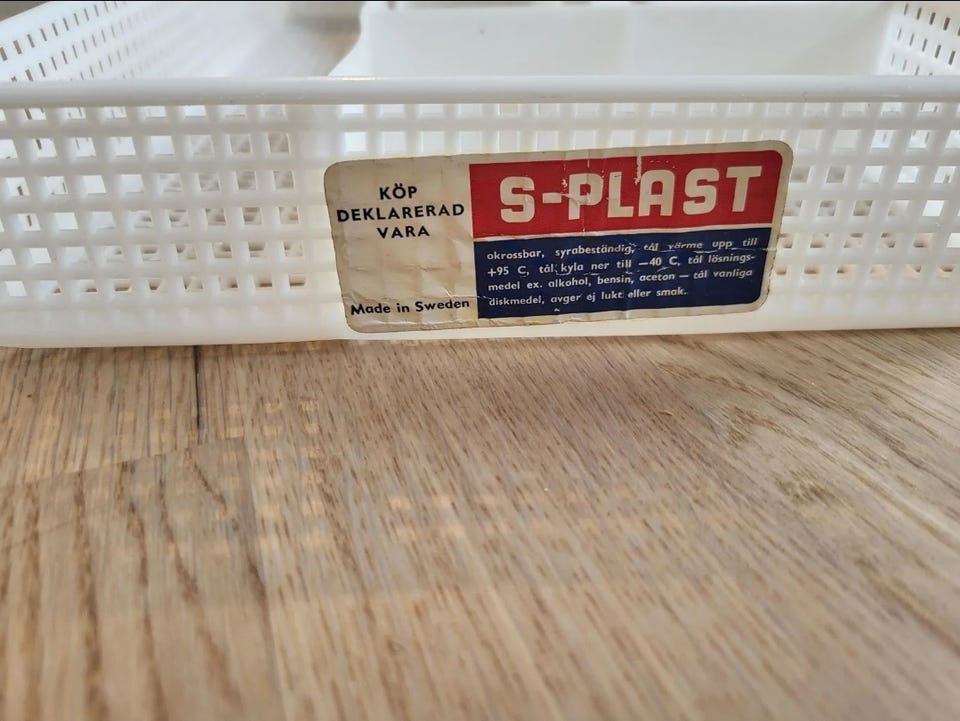 KÖP
DEKLARERAD
VARA
Made in Sweden
S-PLAST
okrossbar, syrabeständig, tål värme upp till
+95 C, tål kyla ner till —40 C, tål lösnings-
medel ex. alkohol, bensin, aceton — tål vanliga
diskmedel, avger ej lukt eller smak.